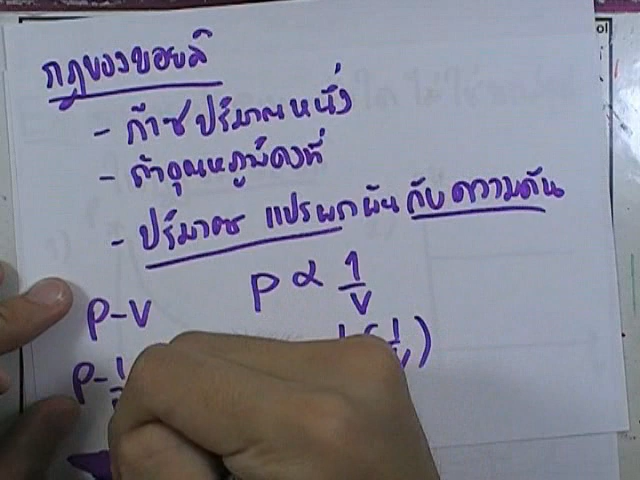 กฎของบอยล์
- ก๊าซปริมาณหนึ่ง
- ถ้าอุณหภูมิคงที่
- ปริมาตร แปรผกผัน กับความดัน
P ∝ 1/V
P-V
P-1